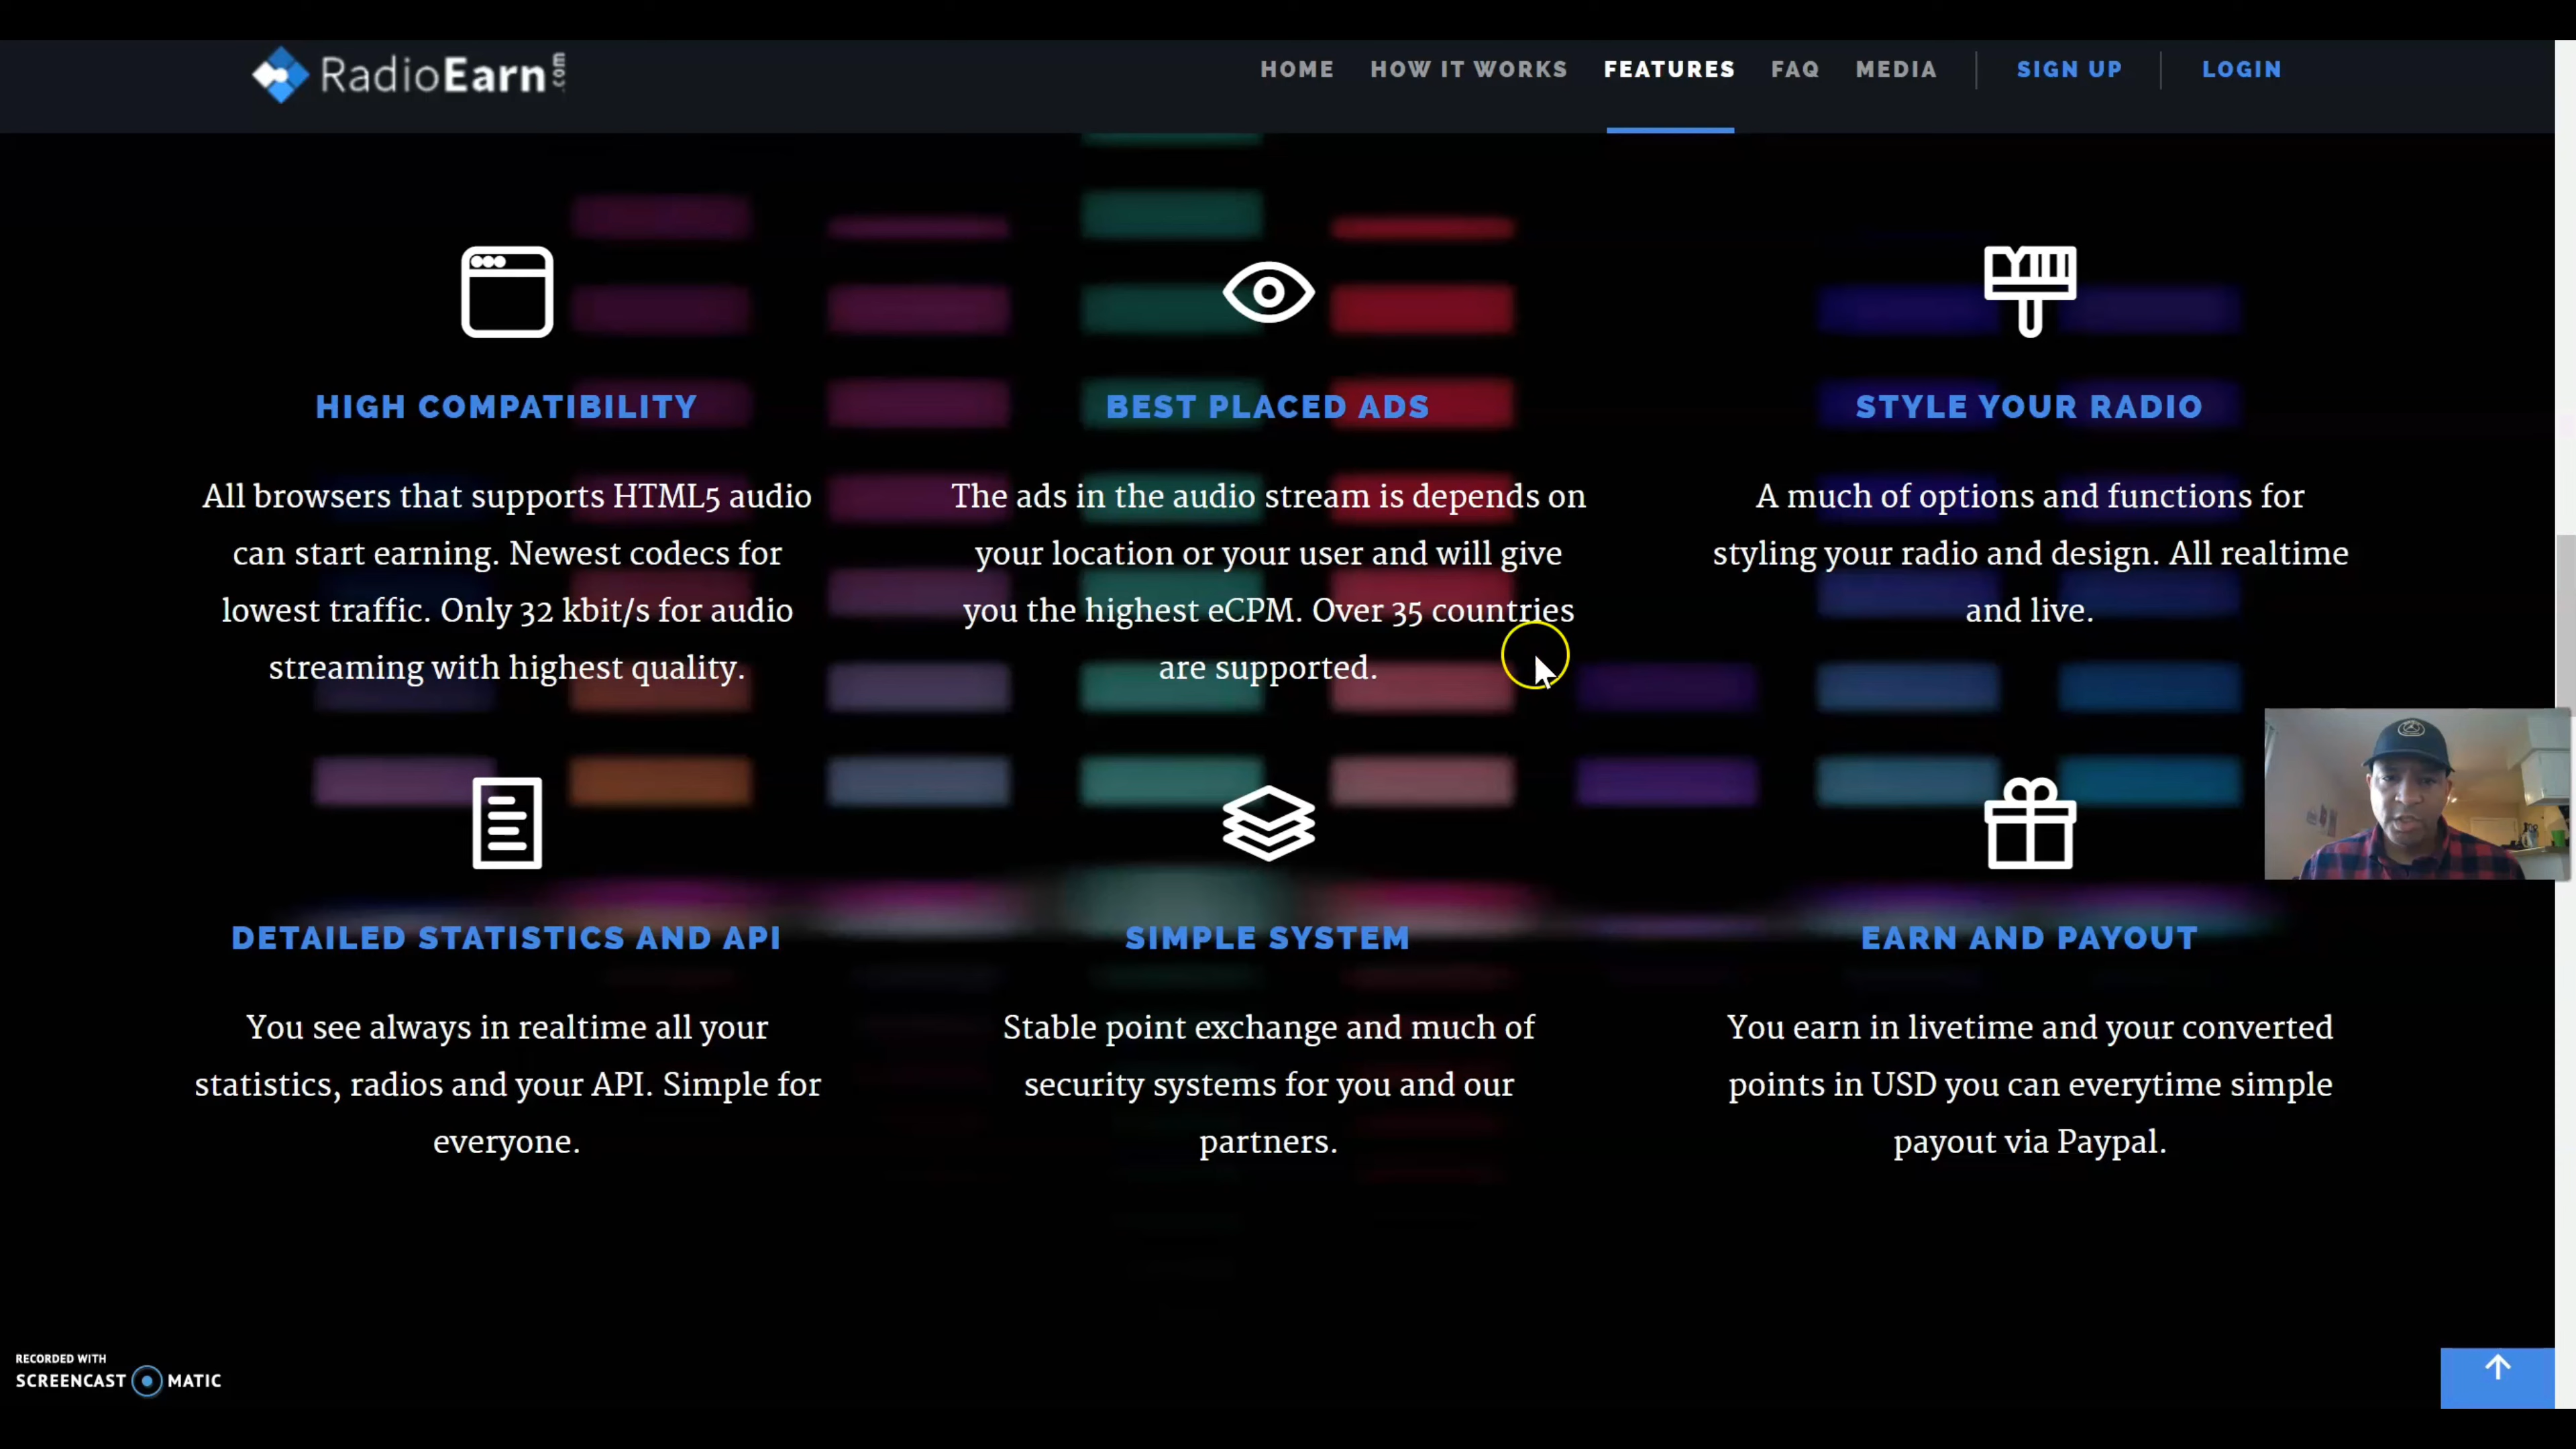 RadioEarn.com
HOME HOW IT WORKS FEATURES FAQ MEDIA SIGN UP LOGIN
HIGH COMPATIBILITY
All browsers that supports HTML5 audio
can start earning. Newest codecs for
lowest traffic. Only 32 kbit/s for audio
streaming with highest quality.
BEST PLACED ADS
The ads in the audio stream is depends on
your location or your user and will give
you the highest eCPM. Over 35 countries
are supported.
STYLE YOUR RADIO
A much of options and functions for
styling your radio and design. All realtime
and live.
DETAILED STATISTICS AND API
You see always in realtime all your
statistics, radios and your API. Simple for
everyone.
SIMPLE SYSTEM
Stable point exchange and much of
security systems for you and our
partners.
EARN AND PAYOUT
You earn in livetime and your converted
points in USD you can everytime simple
payout via Paypal.
RECORDED WITH
SCREENCAST MATIC